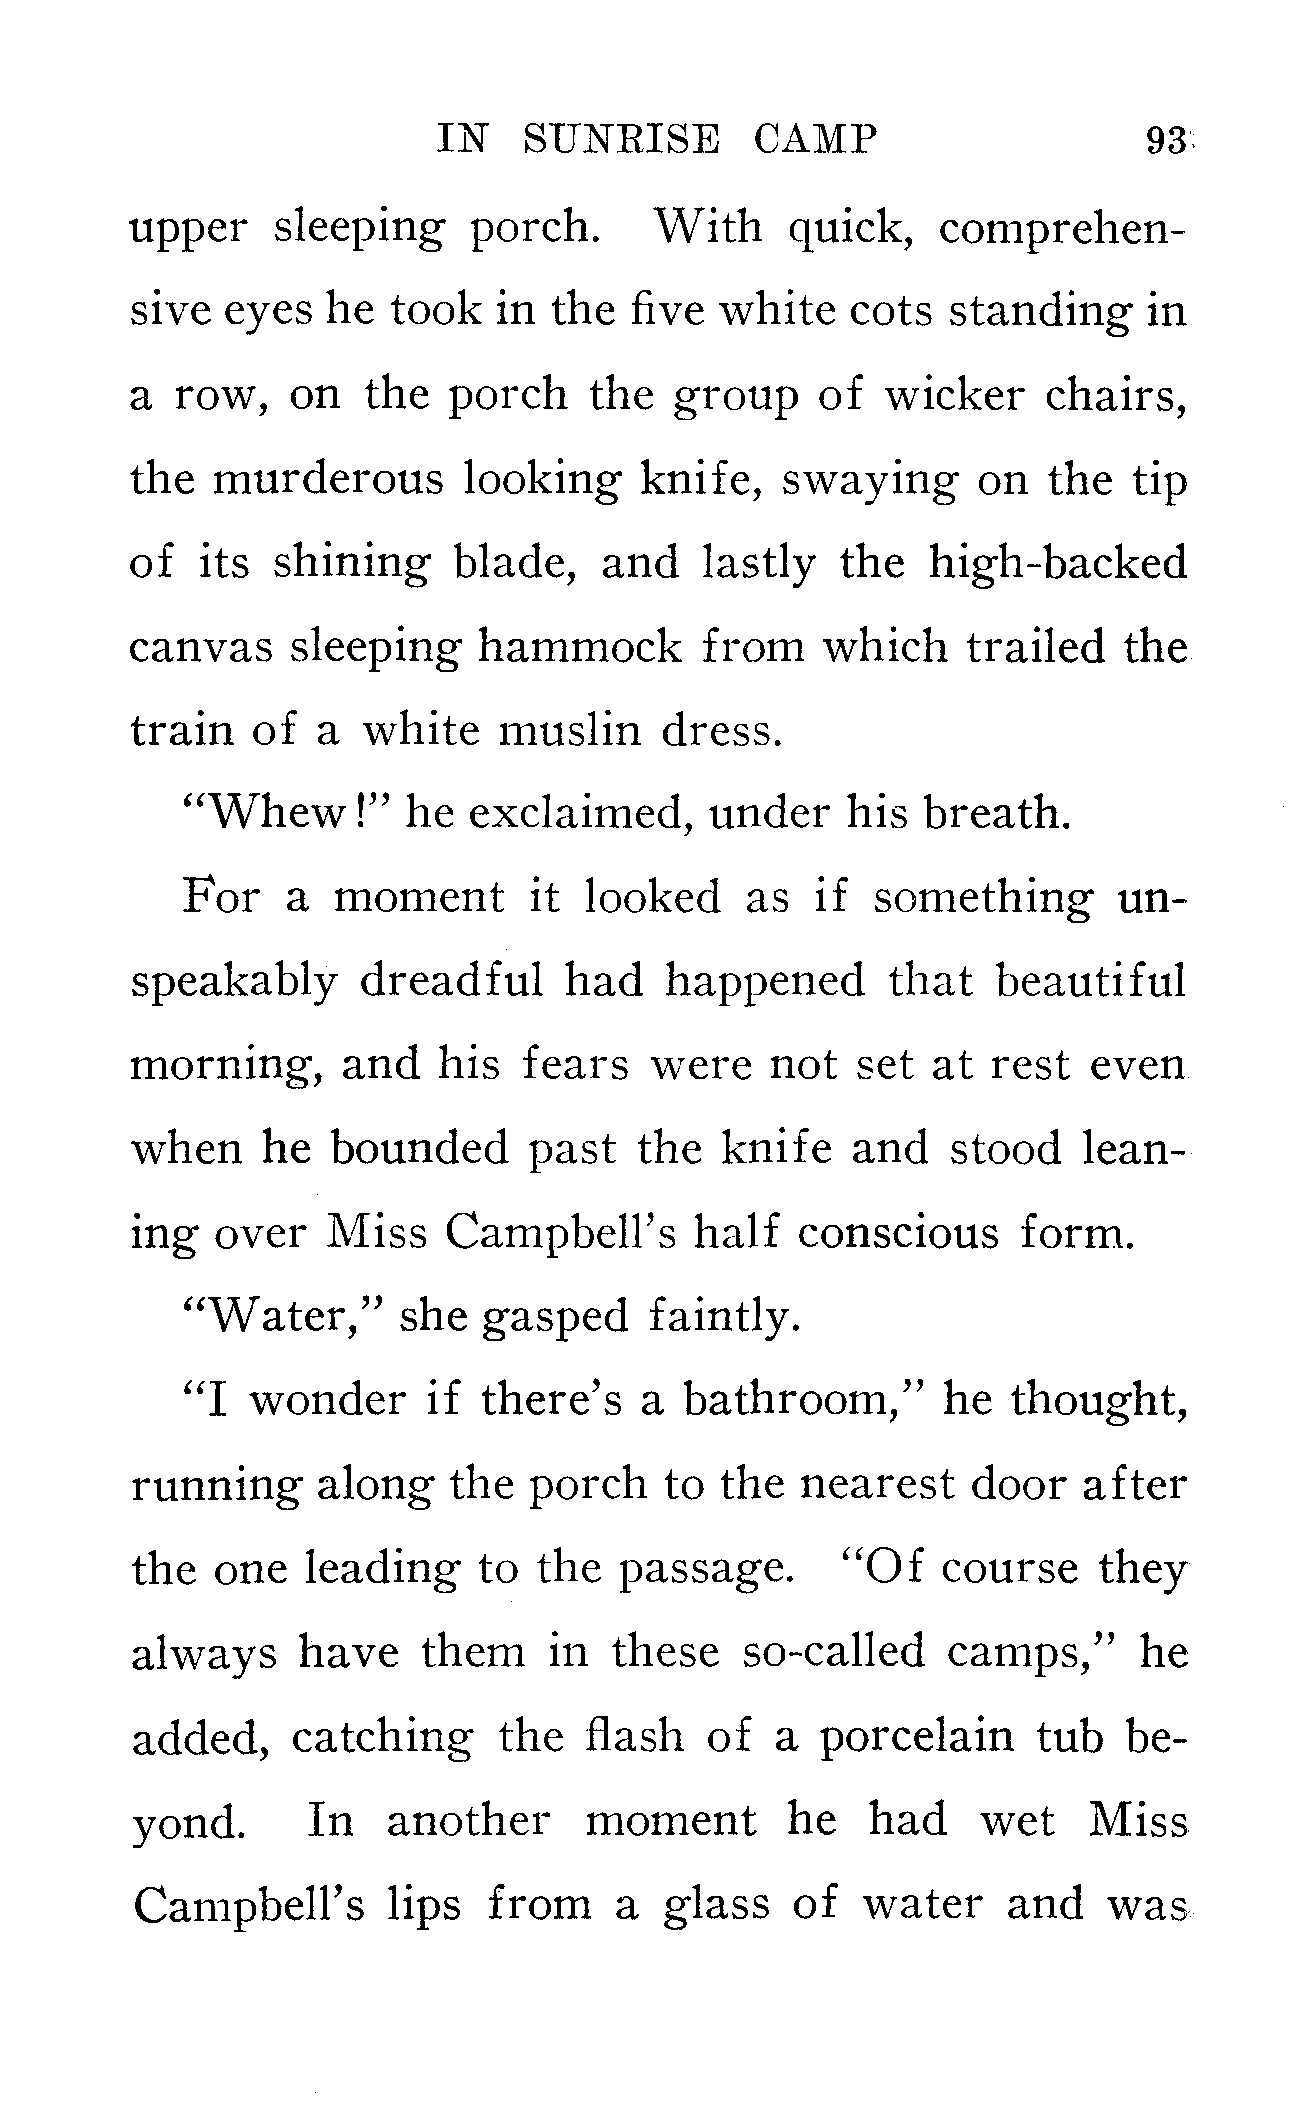 IN SUNRISE CAMP 93
upper sleeping porch. With quick, comprehen-
sive eyes he took in the five white cots standing in
a row, on the porch the group of wicker chairs,
the murderous looking knife, swaying on the tip
of its shining blade, and lastly the high-backed
canvas sleeping hammock from which trailed the
train of a white muslin dress.
“Whew!” he exclaimed, under his breath.
For a moment it looked as if something un-
speakably dreadful had happened that beautiful
morning, and his fears were not set at rest even
when he bounded past the knife and stood lean-
ing over Miss Campbell’s half conscious form.
“Water,” she gasped faintly.
“I wonder if there’s a bathroom,” he thought,
running along the porch to the nearest door after
the one leading to the passage. “Of course they
always have them in these so-called camps,” he
added, catching the flash of a porcelain tub be-
yond. In another moment he had wet Miss
Campbell’s lips from a glass of water and was